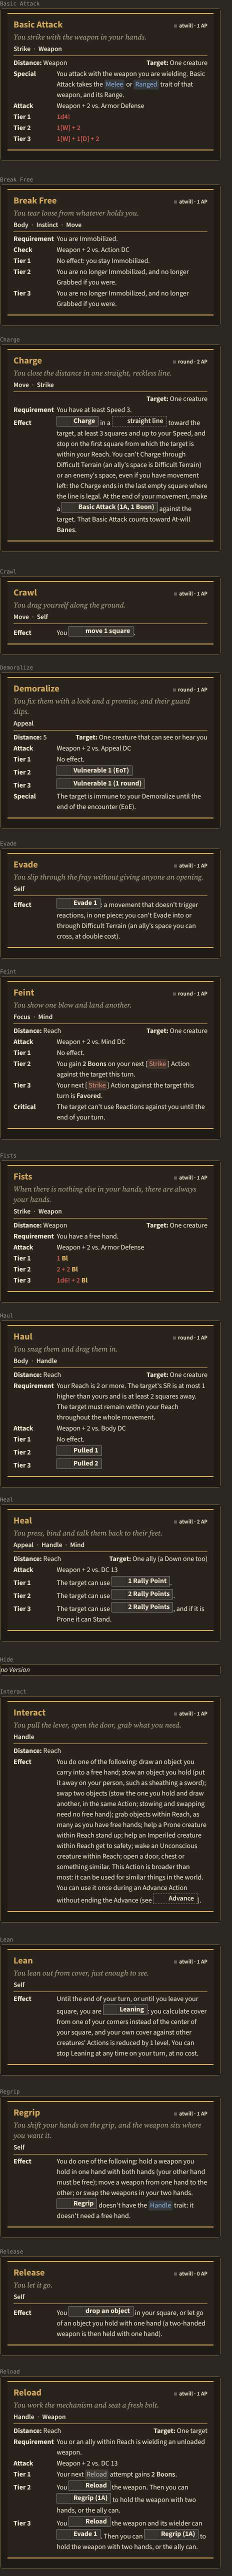 Basic Attack
Basic Attack
atwill · 1 AP
You strike with the weapon in your hands.
Strike · Weapon
Distance: Weapon Target: One creature
Special You attack with the weapon you are wielding. Basic
Attack takes the Melee or Ranged trait of that
weapon, and its Range.
Attack Weapon + 2 vs. Armor Defense
Tier 1 1d4!
Tier 2 1[W] + 2
Tier 3 1[W] + 1[D] + 2
Break Free
Break Free
atwill · 1 AP
You tear loose from whatever holds you.
Body · Instinct · Move
Requirement You are Immobilized.
Check Weapon + 2 vs. Action DC
Tier 1 No effect: you stay Immobilized.
Tier 2 You are no longer Immobilized, and no longer
Grabbed if you were.
Tier 3 You are no longer Immobilized, and no longer
Grabbed if you were.
Charge
Charge
round · 2 AP
You close the distance in one straight, reckless line.
Move · Strike
Target: One creature
Requirement You have at least Speed 3.
Effect Charge in a straight line toward the
target, at least 3 squares and up to your Speed, and
stop on the first square from which the target is
within your Reach. You can't Charge through
Difficult Terrain (an ally's space is Difficult Terrain)
or an enemy's space, even if you have movement
left: the Charge ends in the last empty square where
the line is legal. At the end of your movement, make
a Basic Attack (1A, 1 Boon) against the
target. That Basic Attack counts toward At-will
Banes.
Crawl
Crawl
atwill · 1 AP
You drag yourself along the ground.
Move · Self
Effect You move 1 square.
Demoralize
Demoralize
round · 1 AP
You fix them with a look and a promise, and their guard
slips.
Appeal
Distance: 5 Target: One creature that can see or hear you
Attack Weapon + 2 vs. Appeal DC
Tier 1 No effect.
Tier 2 Vulnerable 1 (EoT)
Tier 3 Vulnerable 1 (1 round)
Special The target is immune to your Demoralize until the
end of the encounter (EoE).
Evade
Evade
atwill · 1 AP
You slip through the fray without giving anyone an opening.
Self
Effect Evade 1: a movement that doesn't trigger
reactions, in one piece; you can't Evade into or
through Difficult Terrain (an ally's space you can
cross, at double cost).
Feint
Feint
round · 1 AP
You show one blow and land another.
Focus · Mind
Distance: Reach Target: One creature
Attack Weapon + 2 vs. Mind DC
Tier 1 No effect.
Tier 2 You gain 2 Boons on your next [Strike] Action
against the target this turn.
Tier 3 Your next [Strike] Action against the target this
turn is Favored.
Critical The target can't use Reactions against you until the
end of your turn.
Fists
Fists
atwill · 1 AP
When there is nothing else in your hands, there are always
your hands.
Strike · Weapon
Distance: Weapon Target: One creature
Requirement You have a free hand.
Attack Weapon + 2 vs. Armor Defense
Tier 1 1 Bl
Tier 2 2 + 2 Bl
Tier 3 1d6! + 2 Bl
Haul
Haul
round · 1 AP
You snag them and drag them in.
Body · Handle
Distance: Reach Target: One creature
Requirement Your Reach is 2 or more. The target's SR is at most 1
higher than yours and is at least 2 squares away.
The target must remain within your Reach
throughout the whole movement.
Attack Weapon + 2 vs. Body DC
Tier 1 No effect.
Tier 2 Pulled 1
Tier 3 Pulled 2
Heal
Heal
atwill · 2 AP
You press, bind and talk them back to their feet.
Appeal · Handle · Mind
Distance: Reach Target: One ally (a Down one too)
Attack Weapon + 2 vs. DC 13
Tier 1 The target can use 1 Rally Point.
Tier 2 The target can use 2 Rally Points.
Tier 3 The target can use 2 Rally Points, and if it is
Prone it can Stand.
Hide
no Version
Interact
Interact
atwill · 1 AP
You pull the lever, open the door, grab what you need.
Handle
Distance: Reach
Effect You do one of the following: draw an object you
carry into a free hand; stow an object you hold (put
it away on your person, such as sheathing a sword);
swap two objects (stow the one you hold and draw
another, in the same Action; stowing and swapping
need no free hand); grab objects within Reach, as
many as you have free hands; help a Prone creature
within Reach stand up; help an Imperiled creature
within Reach get to safety; wake an Unconscious
creature within Reach; open a door, chest or
something similar. This Action is broader than
most: it can be used for similar things in the world.
You can use it once during an Advance Action
without ending the Advance (see Advance).
Lean
Lean
atwill · 1 AP
You lean out from cover, just enough to see.
Self
Effect Until the end of your turn, or until you leave your
square, you are Leaning: you calculate cover
from one of your corners instead of the center of
your square, and your own cover against other
creatures' Actions is reduced by 1 level. You can
stop Leaning at any time on your turn, at no cost.
Regrip
Regrip
atwill · 1 AP
You shift your hands on the grip, and the weapon sits where
you want it.
Self
Effect You do one of the following: hold a weapon you
hold in one hand with both hands (your other hand
must be free); move a weapon from one hand to the
other; or swap the weapons in your two hands.
Regrip doesn't have the Handle trait: it
doesn't need a free hand.
Release
Release
atwill · 0 AP
You let it go.
Self
Effect You drop an object in your square, or let go
of an object you hold with one hand (a two-handed
weapon is then held with one hand).
Reload
Reload
atwill · 1 AP
You work the mechanism and seat a fresh bolt.
Handle · Weapon
Distance: Reach Target: One target
Requirement You or an ally within Reach is wielding an unloaded
weapon.
Attack Weapon + 2 vs. DC 13
Tier 1 Your next Reload attempt gains 2 Boons.
Tier 2 You Reload the weapon. Then you can
Regrip (1A) to hold the weapon with two
hands, or the ally can.
Tier 3 You Reload the weapon and its wielder can
Evade 1. Then you can Regrip (1A) to
hold the weapon with two hands, or the ally can.